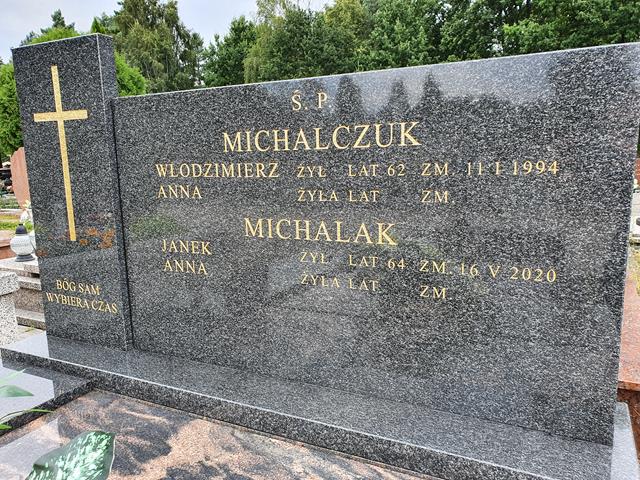 Ś. P.
MICHALCZUK
WŁODZIMIERZ ŻYŁ LAT 62 ZM. 11 I 1994
ANNA ŻYŁA LAT ZM.
MICHALAK
JANEK ŻYŁ LAT 64 ZM. 16 V 2020
ANNA ŻYŁA LAT ZM.
BÓG SAM
WYBIERA CZAS